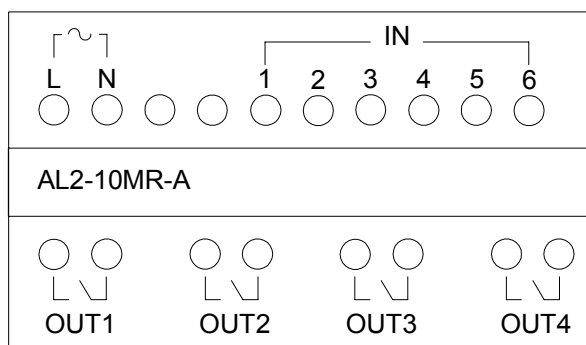 IN
L N 1 2 3 4 5 6
AL2-10MR-A
OUT1 OUT2 OUT3 OUT4